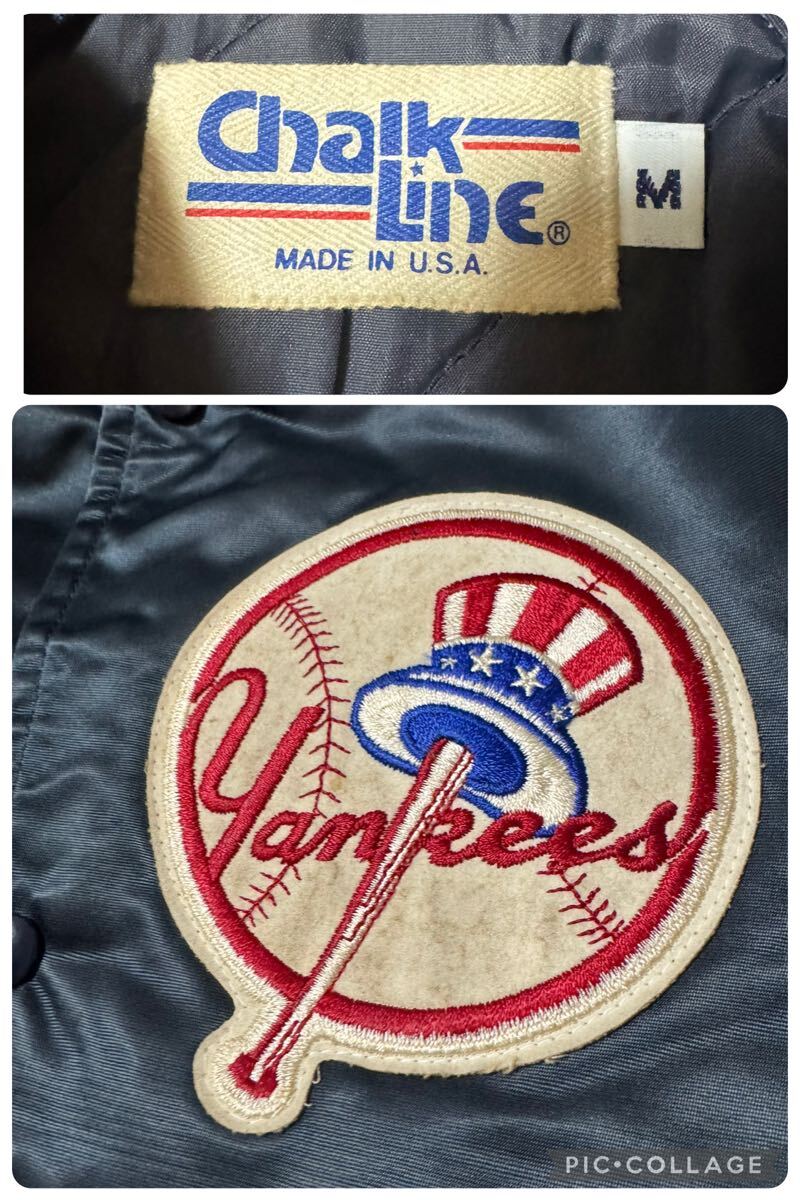 Chalk
Line®
MADE IN U.S.A.
M
Yankees
PIC•COLLAGE